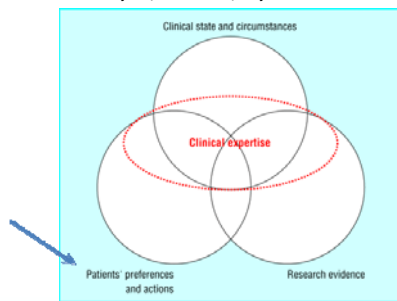 Clinical state and circumstances
Clinical expertise
Patients' preferences
and actions
Research evidence